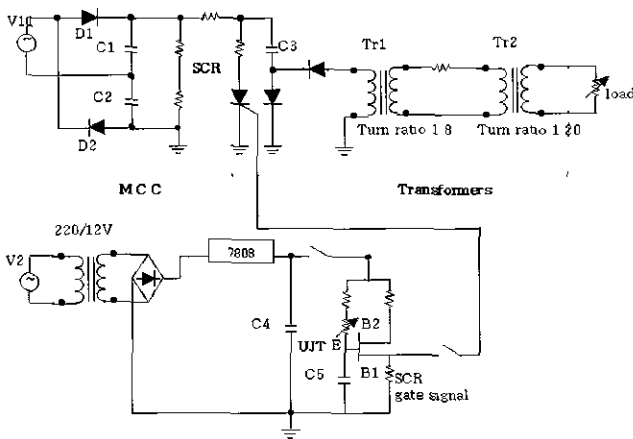 V1
D1
C1
SCR
C3
Tr1
Tr2
load
C2
D2
Turn ratio 1 8
Turn ratio 1 20
MCC
Transformers
220/12V
V2
7808
C4
B2
UJT E
C5
B1
SCR
gate signal